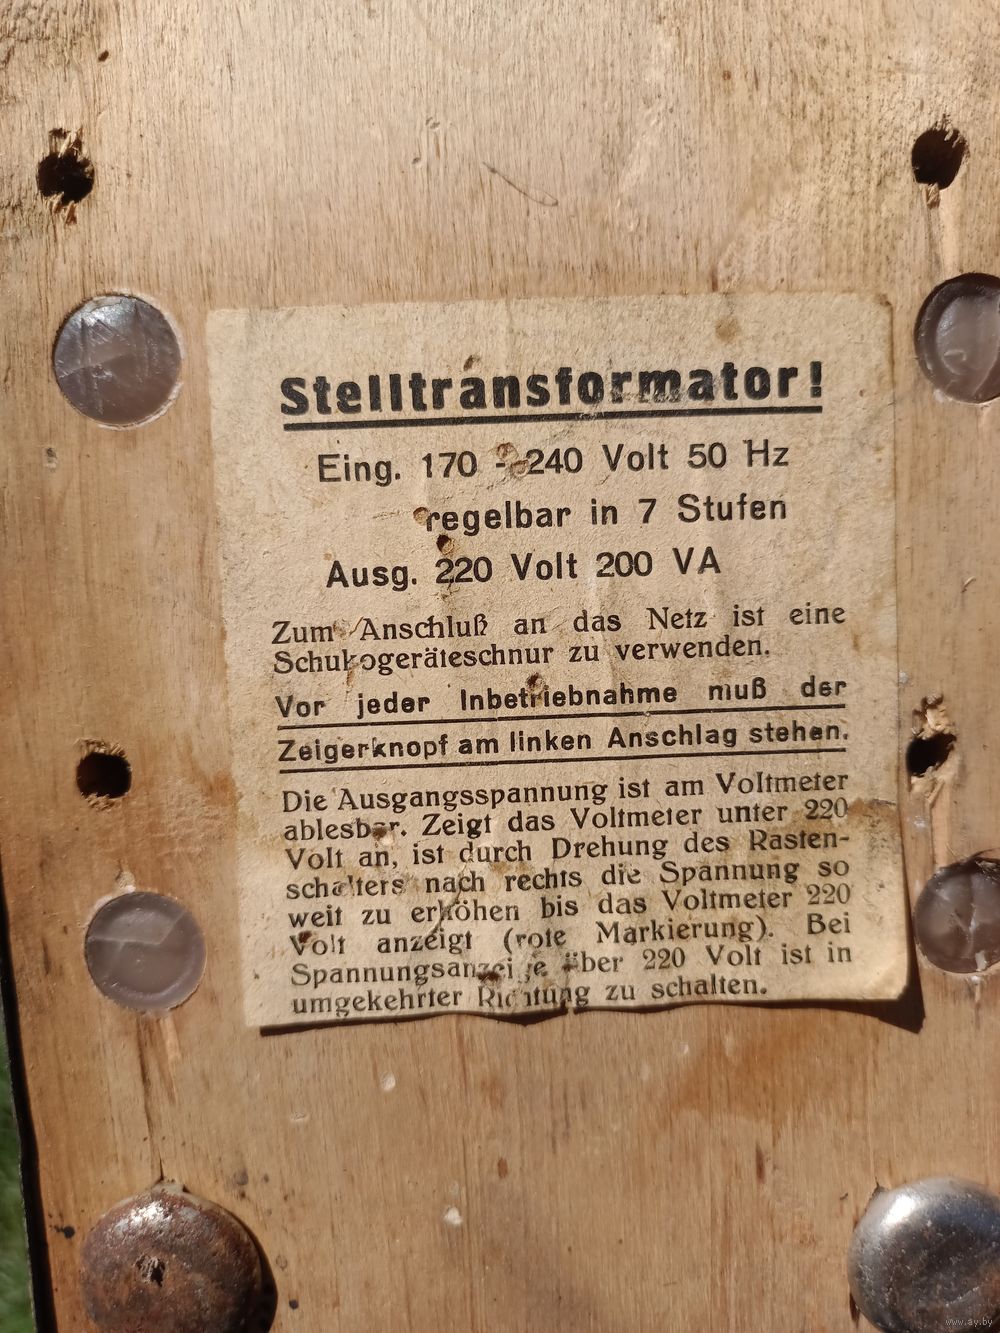 Stelltransformator!
Eing. 170 - 240 Volt 50 Hz
regelbar in 7 Stufen
Ausg. 220 Volt 200 VA
Zum Anschluß an das Netz ist eine
Schukogeräteschnur zu verwenden.
Vor jeder Inbetriebnahme muß der
Zeigerknopf am linken Anschlag stehen.
Die Ausgangsspannung ist am Voltmeter
ablesbar. Zeigt das Voltmeter unter 220
Volt an, ist durch Drehung des Rasten-
schalters nach rechts die Spannung so
weit zu erhöhen bis das Voltmeter 220
Volt anzeigt (rote Markierung). Bei
Spannungsanzeige über 220 Volt ist in
umgekehrter Richtung zu schalten.
www.ay.by